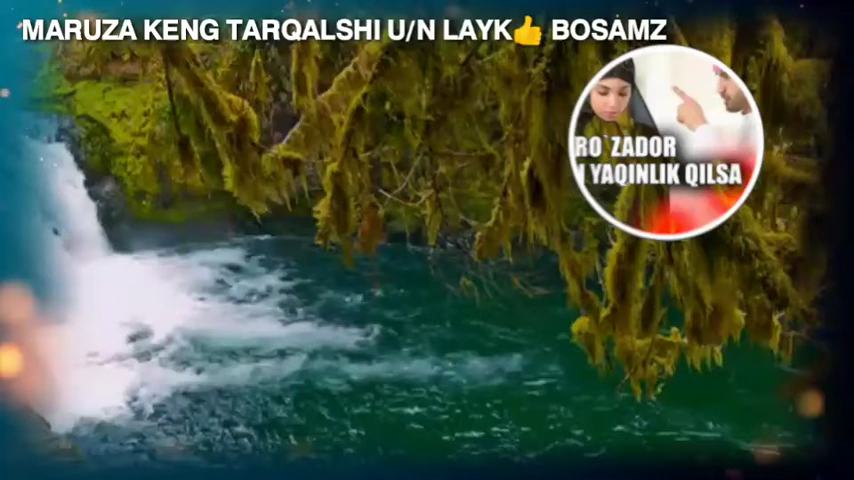 MARUZA KENG TARQALSHI U/N LAYK👍 BOSAMZ
RO`ZADOR
YAQINLIK QILSA